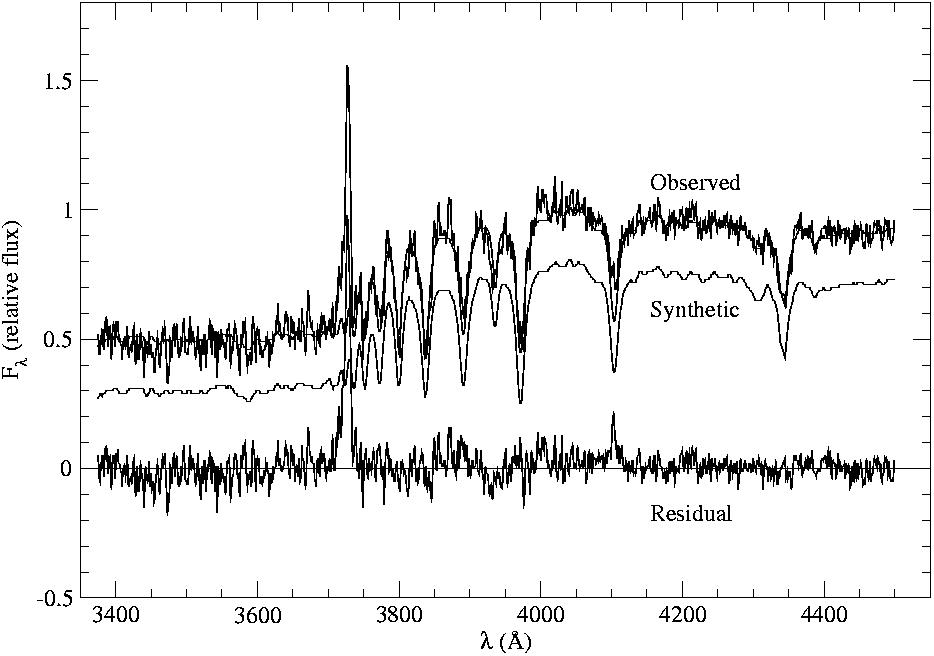 1.5
1
0.5
0
-0.5
F_λ (relative flux)
Observed
Synthetic
Residual
3400 3600 3800 4000 4200 4400
λ (Å)